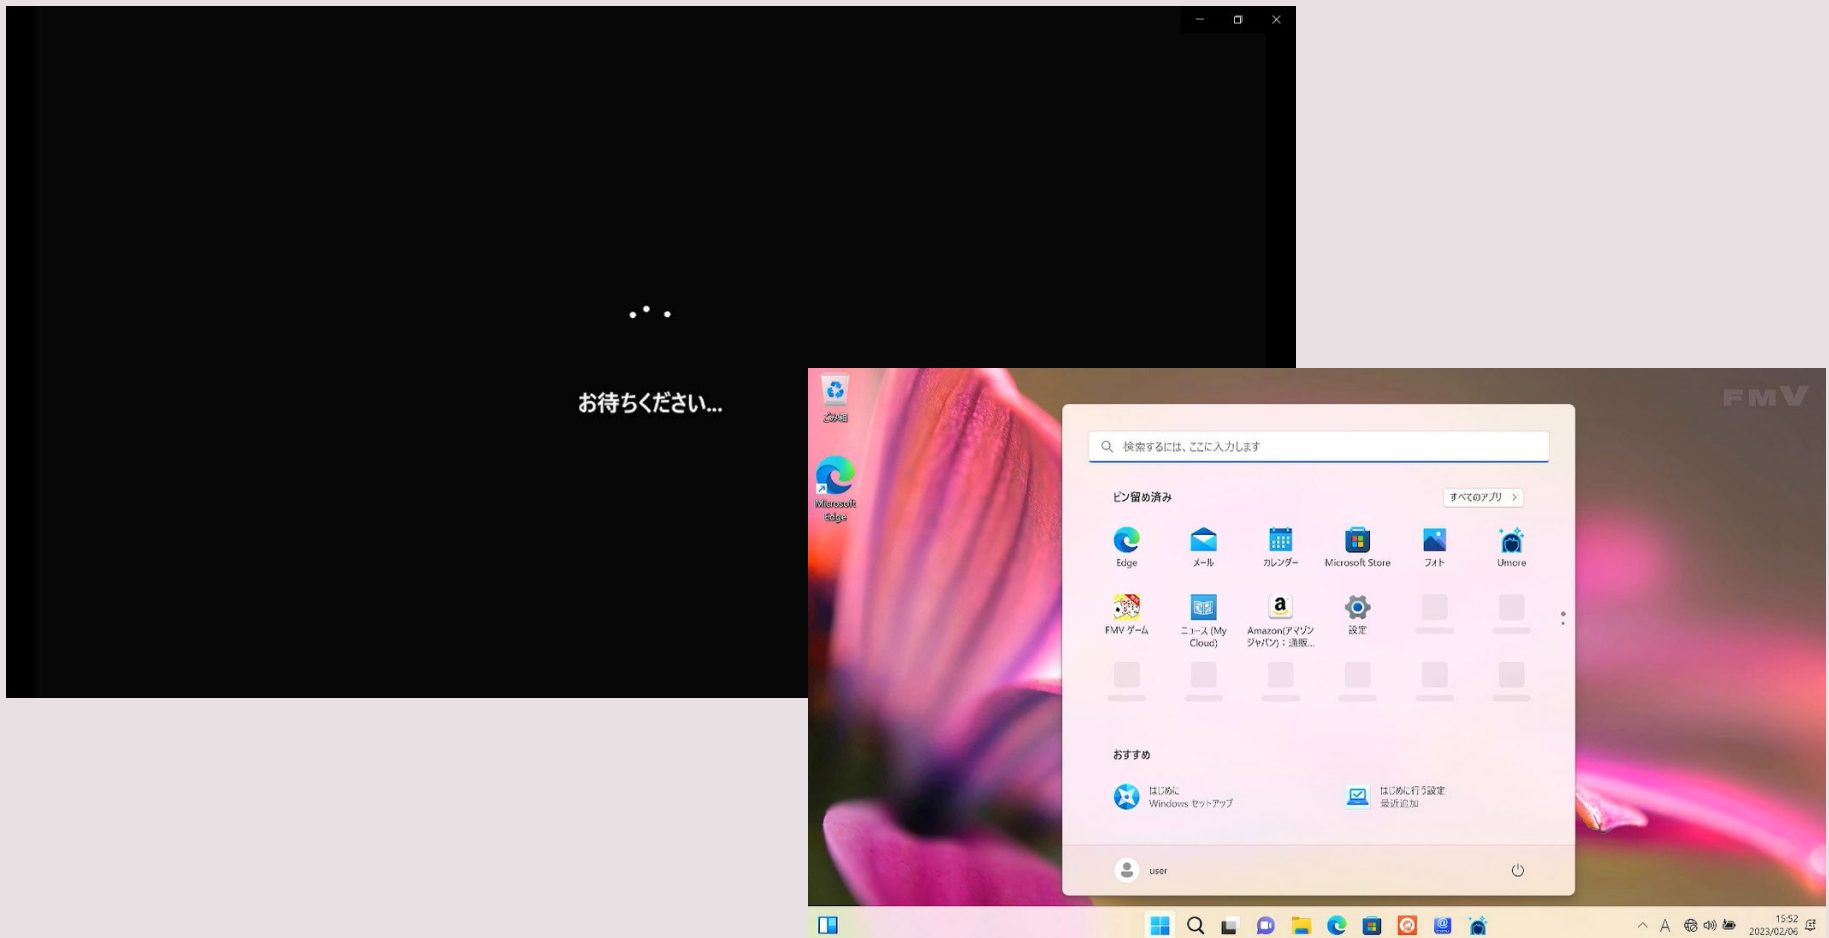 お待ちください...
ごみ箱
Microsoft
Edge
FMV
検索するには、ここに入力します
ピン留め済み
すべてのアプリ
Edge
メール
カレンダー
Microsoft Store
フォト
Umore
FMV ゲーム
ニュース (My
Cloud)
Amazon(アマゾン
ジャパン)：通販...
設定
おすすめ
はじめに
Windows セットアップ
はじめに行う設定
最近追加
user
A
15:52
2023/02/06